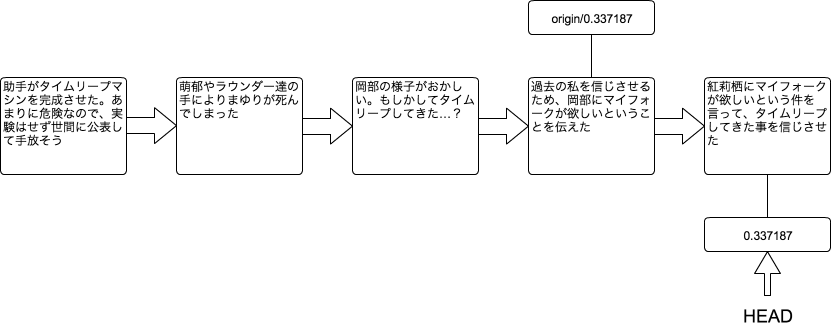 origin/0.337187
助手がタイムリープマ
シンを完成させた。あ
まりに危険なので、実
験はせず世間に公表し
て手放そう
萌郁やラウンダー達の
手によりまゆりが死ん
でしまった
岡部の様子がおかし
い。もしかしてタイム
リープしてきた…？
過去の私を信じさせる
ため、岡部にマイフォ
ークが欲しいというこ
とを伝えた
紅莉栖にマイフォーク
が欲しいという件を
言って、タイムリープ
してきた事を信じさせ
た
0.337187
HEAD